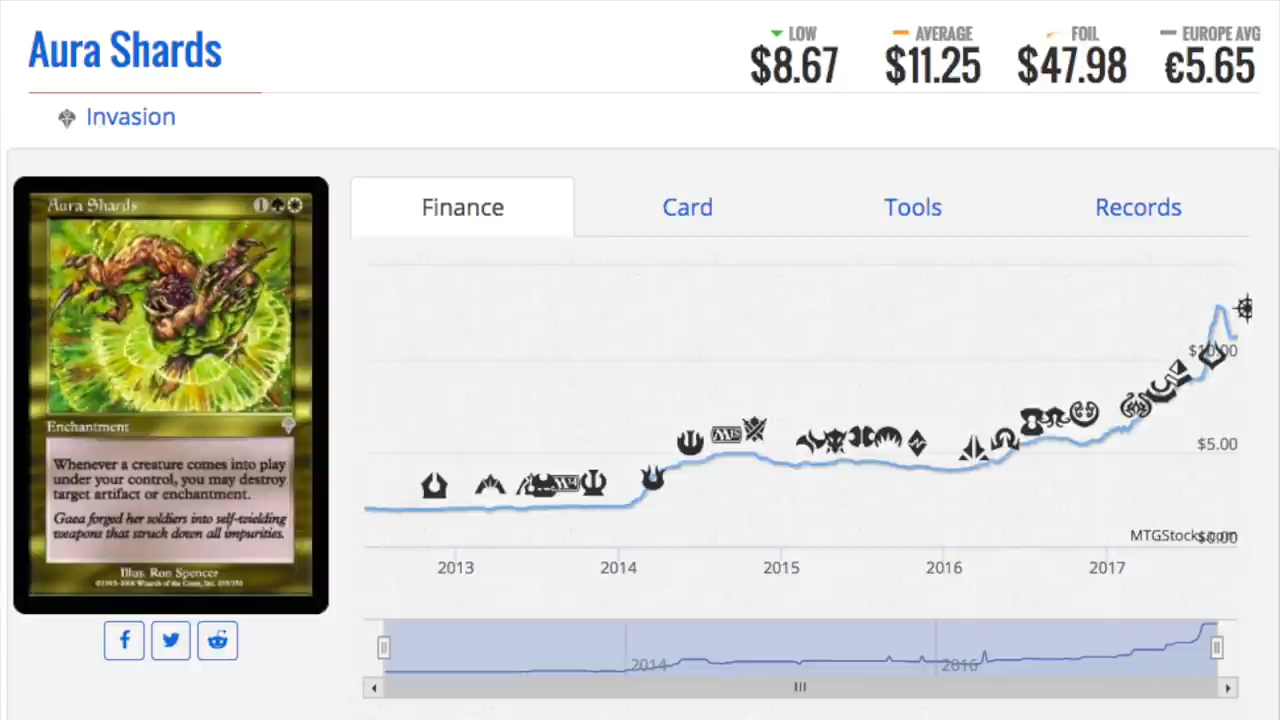 Aura Shards
LOW
AVERAGE
FOIL
EUROPE AVG
$8.67
$11.25
$47.98
€5.65
Invasion
Aura Shards
1
Finance
Card
Tools
Records
Enchantment
Whenever a creature comes into play
under your control, you may destroy
target artifact or enchantment.
Gaea forged her soldiers into self-wielding
weapons that struck down all impurities.
Illus. Ron Spencer
$10.00
$5.00
$0.00
MTGStocks.com
2013
2014
2015
2016
2017
2014
2016